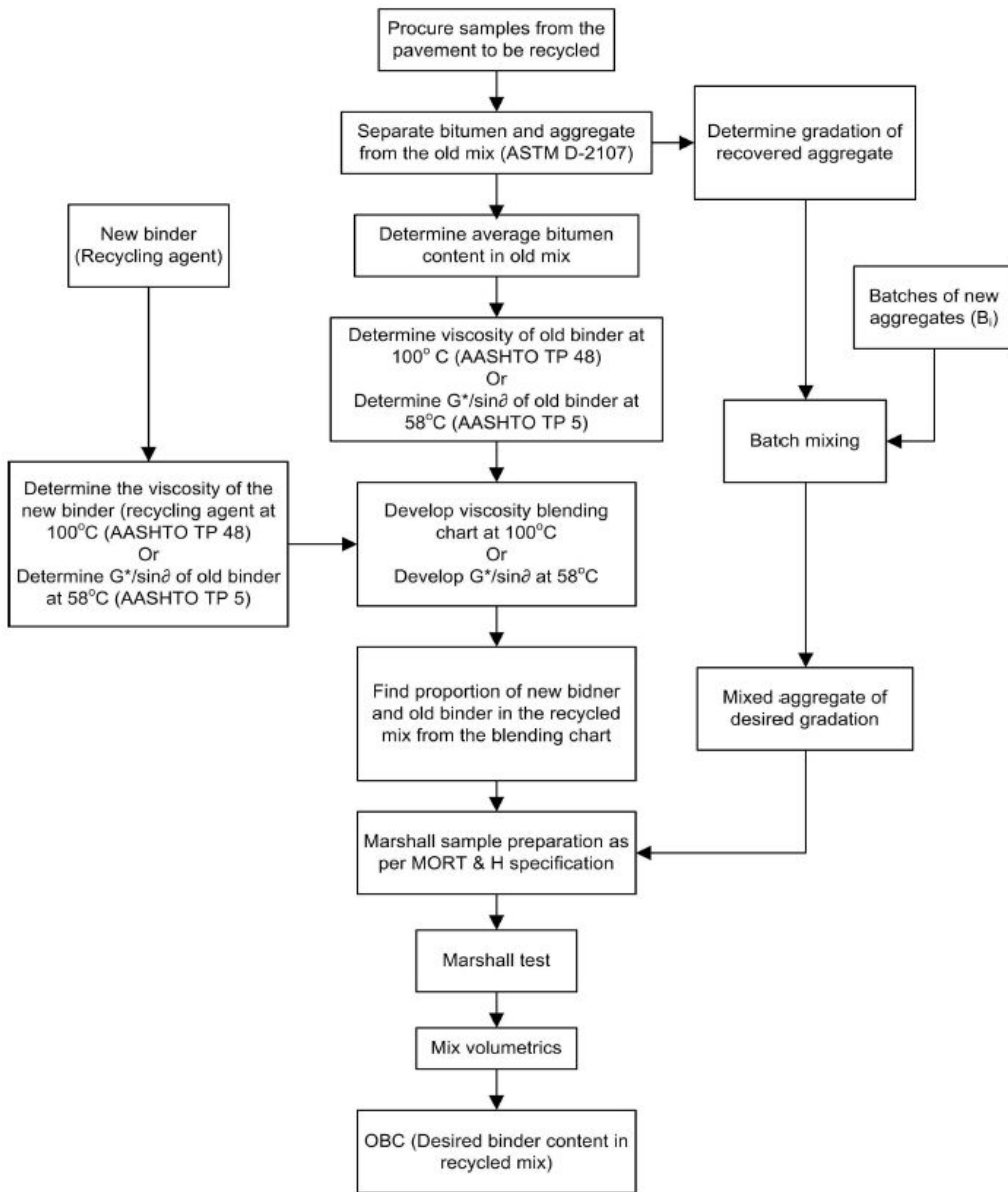 Procure samples from the
pavement to be recycled
Separate bitumen and aggregate
from the old mix (ASTM D-2107)
Determine gradation of
recovered aggregate
New binder
(Recycling agent)
Determine average bitumen
content in old mix
Batches of new
aggregates (Bᵢ)
Determine viscosity of old binder at
100° C (AASHTO TP 48)
Or
Determine G*/sin∂ of old binder at
58°C (AASHTO TP 5)
Batch mixing
Determine the viscosity of the
new binder (recycling agent at
100°C (AASHTO TP 48)
Or
Determine G*/sin∂ of old binder
at 58°C (AASHTO TP 5)
Develop viscosity blending
chart at 100°C
Or
Develop G*/sin∂ at 58°C
Find proportion of new bidner
and old binder in the recycled
mix from the blending chart
Mixed aggregate of
desired gradation
Marshall sample preparation as
per MORT & H specification
Marshall test
Mix volumetrics
OBC (Desired binder content in
recycled mix)